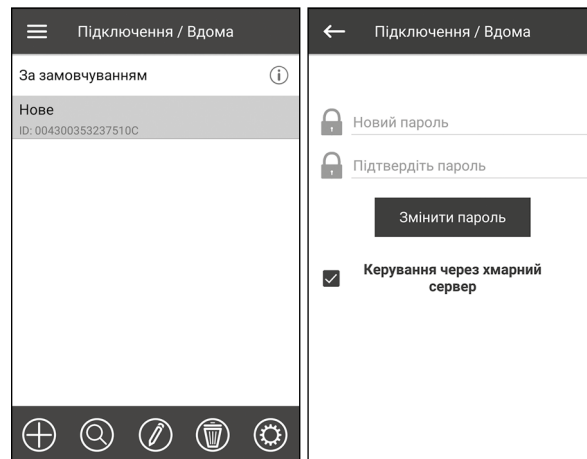 Підключення / Вдома
За замовчуванням
Нове
ID: 004300353237510C
Підключення / Вдома
Новий пароль
Підтвердіть пароль
Змінити пароль
Керування через хмарний
сервер